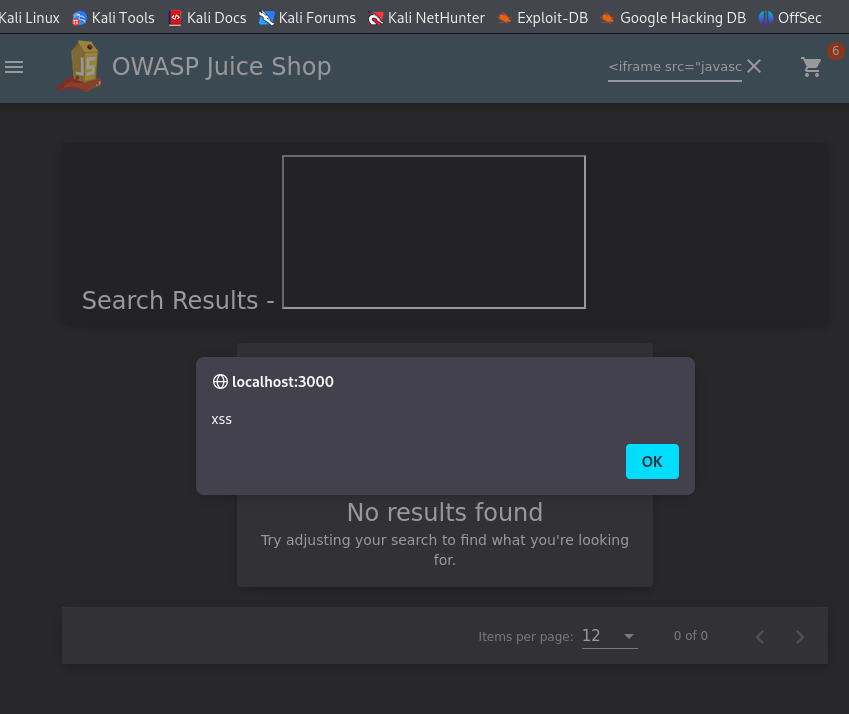 Kali Linux Kali Tools Kali Docs Kali Forums Kali NetHunter Exploit-DB Google Hacking DB OffSec
JS OWASP Juice Shop <iframe src="javasc 6
Search Results -
localhost:3000
xss
OK
No results found
Try adjusting your search to find what you're looking
for.
Items per page: 12 0 of 0